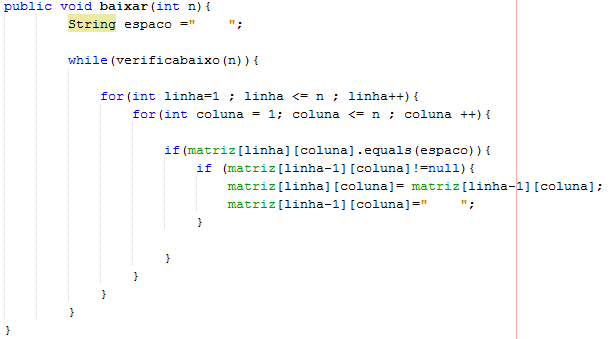 public void baixar(int n){
String espaco ="    ";
while(verificabaixo(n)){
for(int linha=1 ; linha <= n ; linha++){
for(int coluna = 1; coluna <= n ; coluna ++){
if(matriz[linha][coluna].equals(espaco)){
if (matriz[linha-1][coluna]!=null){
matriz[linha][coluna]= matriz[linha-1][coluna];
matriz[linha-1][coluna]="    ";
}
}
}
}
}
}